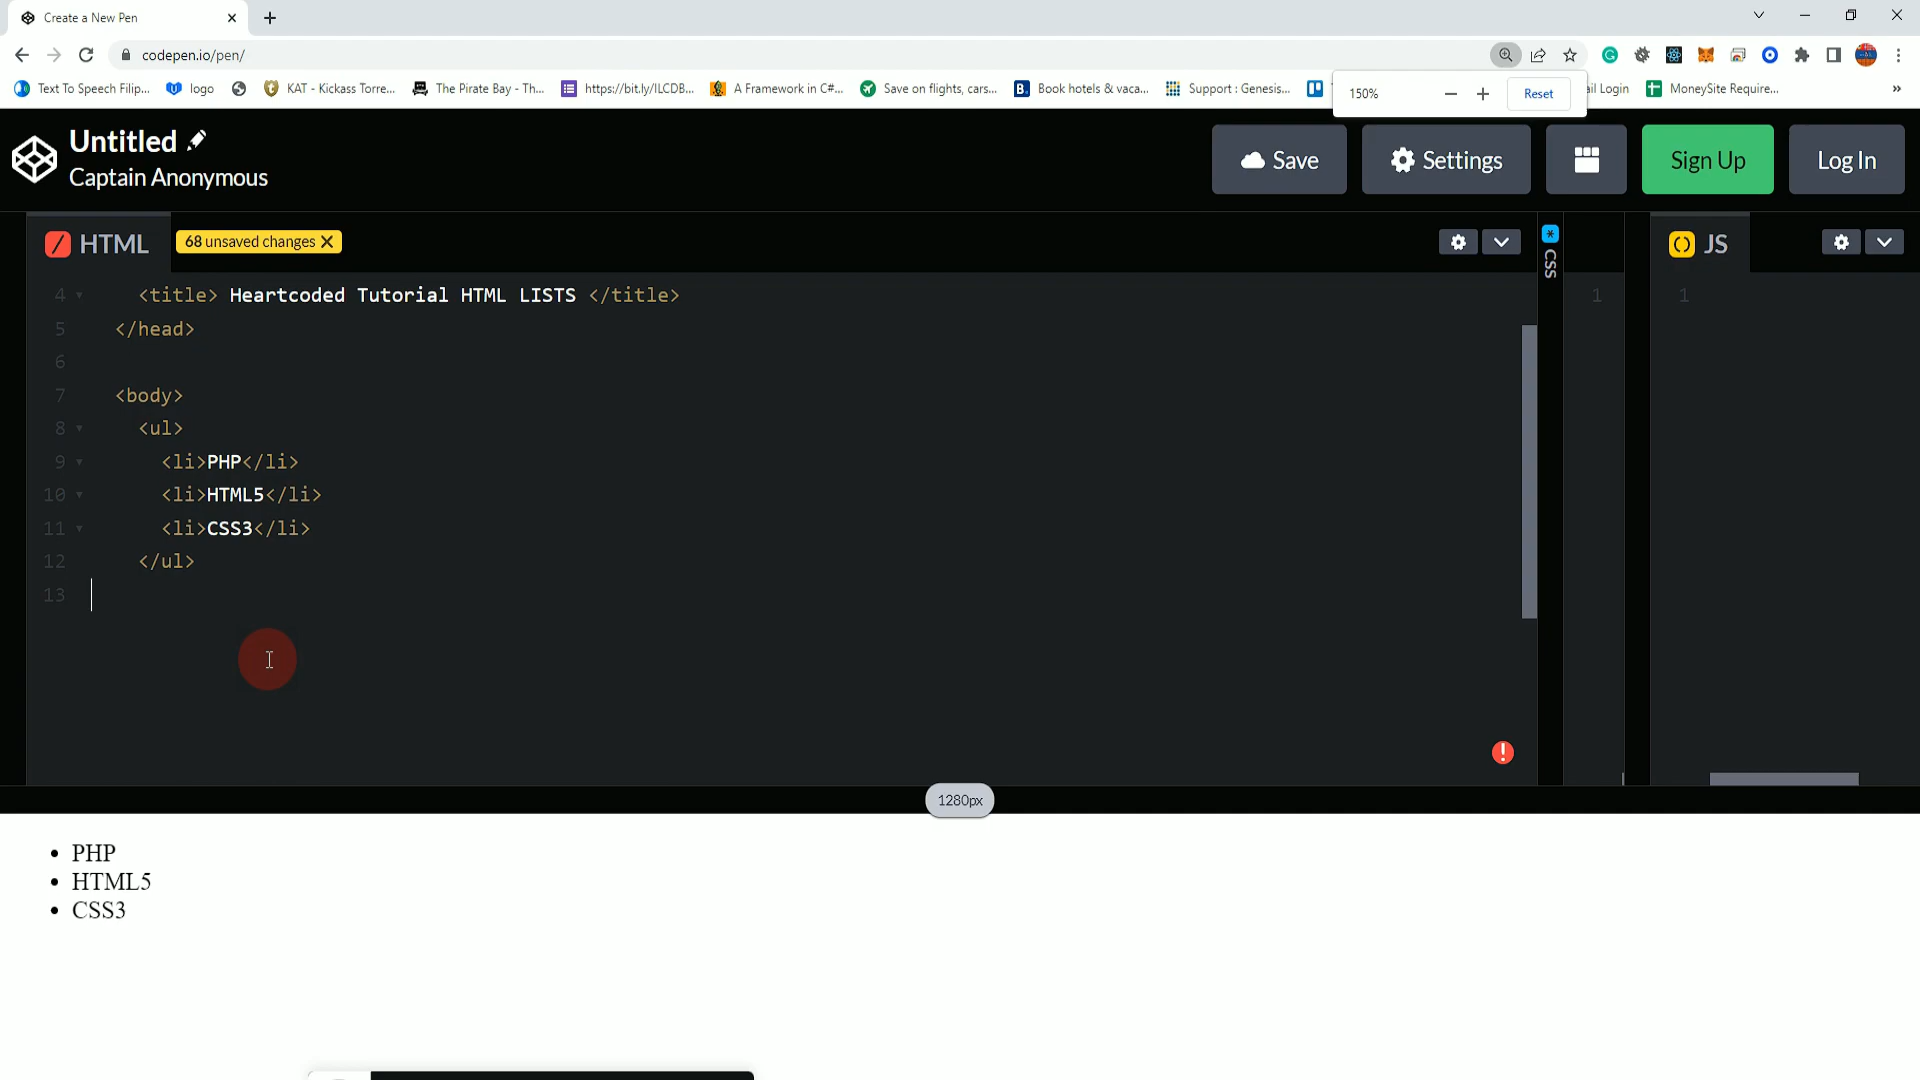 Create a New Pen
codepen.io/pen/
Text To Speech Filip...
logo
KAT - Kickass Torre...
The Pirate Bay - Th...
https://bit.ly/ILCDB...
A Framework in C#...
Save on flights, cars...
Book hotels & vaca...
Support : Genesis...
ail Login
MoneySite Require...
»
150%
Reset
Untitled
Captain Anonymous
Save
Settings
Sign Up
Log In
HTML
68 unsaved changes X
CSS
JS
4 <title> Heartcoded Tutorial HTML LISTS </title>
5 </head>
6
7 <body>
8 <ul>
9 <li>PHP</li>
10 <li>HTML5</li>
11 <li>CSS3</li>
12 </ul>
13
1
1
1280px
• PHP
• HTML5
• CSS3